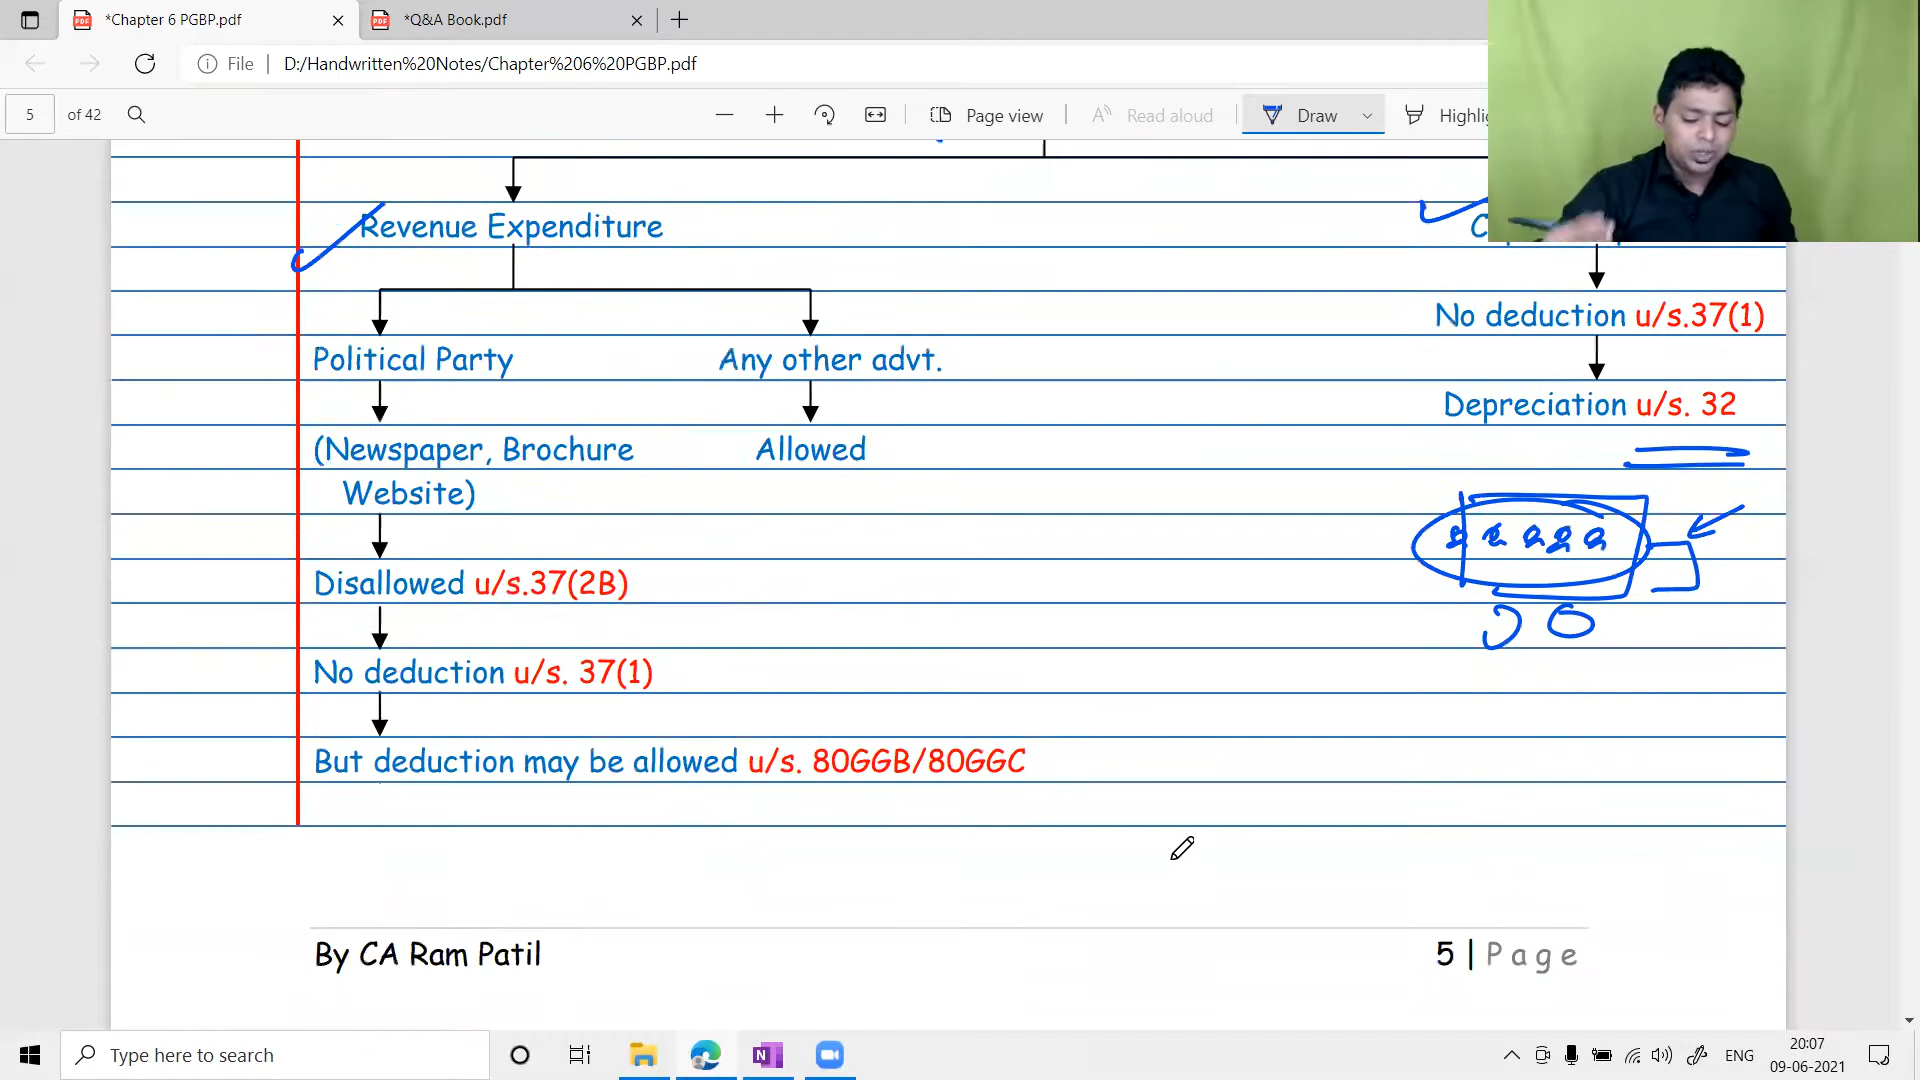 *Chapter 6 PGBP.pdf
*Q&A Book.pdf
File
D:/Handwritten%20Notes/Chapter%206%20PGBP.pdf
5 of 42
Page view
Read aloud
Draw
Revenue Expenditure
No deduction u/s.37(1)
Political Party
Any other advt.
Depreciation u/s. 32
(Newspaper, Brochure
Allowed
Website)
Disallowed u/s.37(2B)
No deduction u/s. 37(1)
But deduction may be allowed u/s. 80GGB/80GGC
By CA Ram Patil
5 | Page
Type here to search
ENG
20:07
09-06-2021